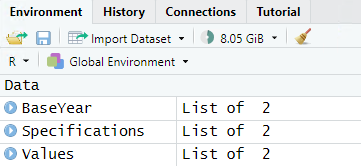 Environment History Connections Tutorial
Import Dataset 8.05 GiB
R Global Environment
Data
BaseYear List of 2
Specifications List of 2
Values List of 2